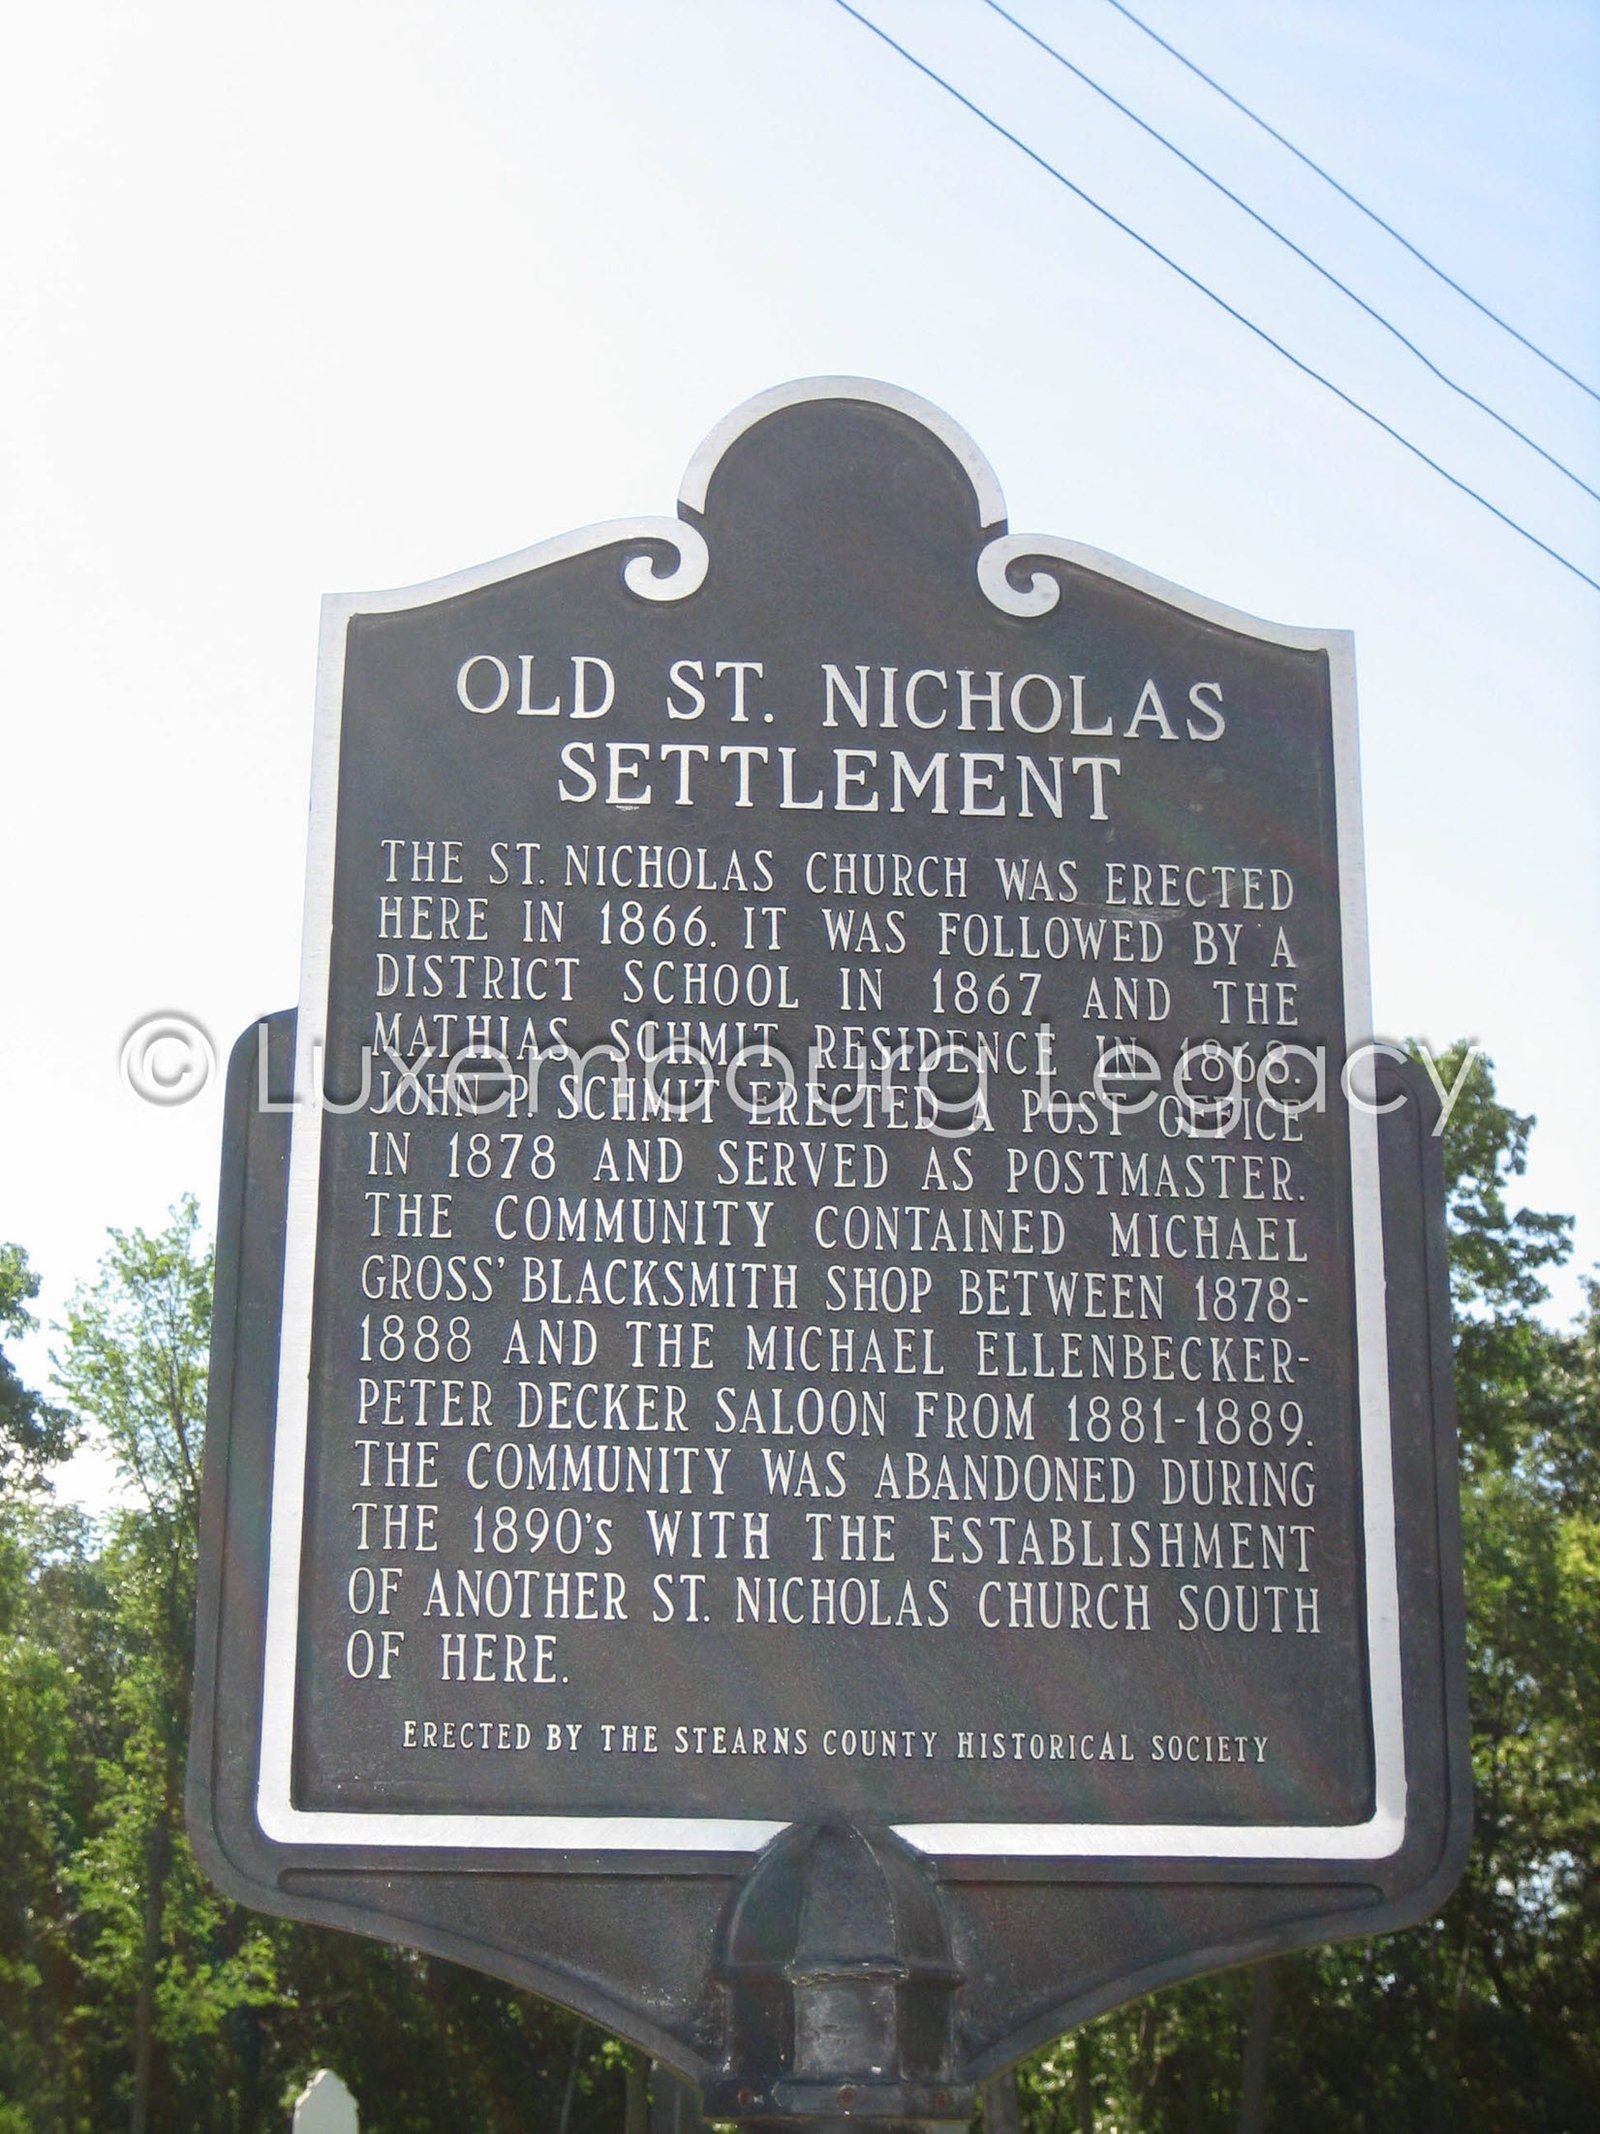 OLD ST. NICHOLAS
SETTLEMENT
THE ST. NICHOLAS CHURCH WAS ERECTED
HERE IN 1866. IT WAS FOLLOWED BY A
DISTRICT SCHOOL IN 1867 AND THE
MATHIAS SCHMIT RESIDENCE IN 1868.
© Luxembourg Legacy
JOHN P. SCHMIT ERECTED A POST OFFICE
IN 1878 AND SERVED AS POSTMASTER.
THE COMMUNITY CONTAINED MICHAEL
GROSS' BLACKSMITH SHOP BETWEEN 1878-
1888 AND THE MICHAEL ELLENBECKER-
PETER DECKER SALOON FROM 1881-1889.
THE COMMUNITY WAS ABANDONED DURING
THE 1890's WITH THE ESTABLISHMENT
OF ANOTHER ST. NICHOLAS CHURCH SOUTH
OF HERE.
ERECTED BY THE STEARNS COUNTY HISTORICAL SOCIETY